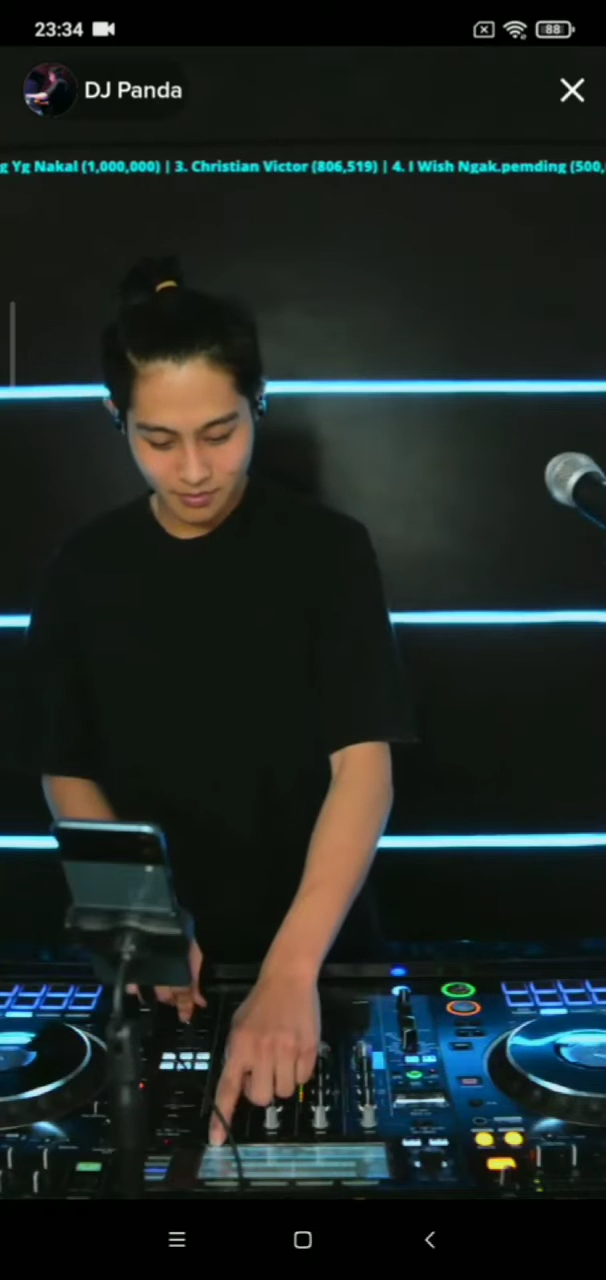 23:34
88
DJ Panda
g Yg Nakal (1,000,000) | 3. Christian Victor (806,519) | 4. I Wish Ngak.pemding (500,